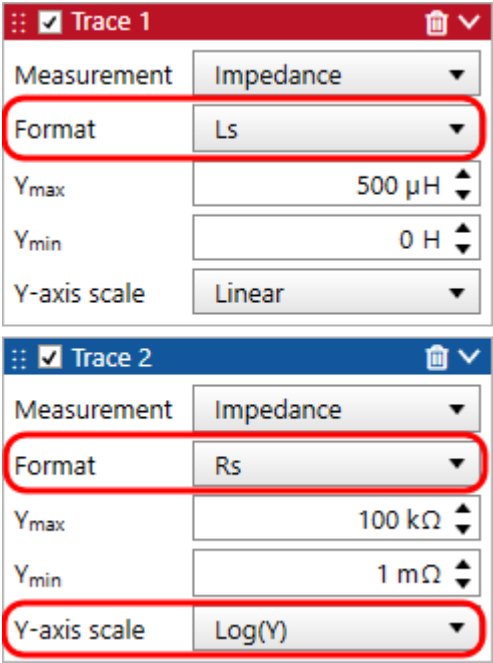 Trace 1
Measurement Impedance
Format Ls
Ymax 500 µH
Ymin 0 H
Y-axis scale Linear
Trace 2
Measurement Impedance
Format Rs
Ymax 100 kΩ
Ymin 1 mΩ
Y-axis scale Log(Y)